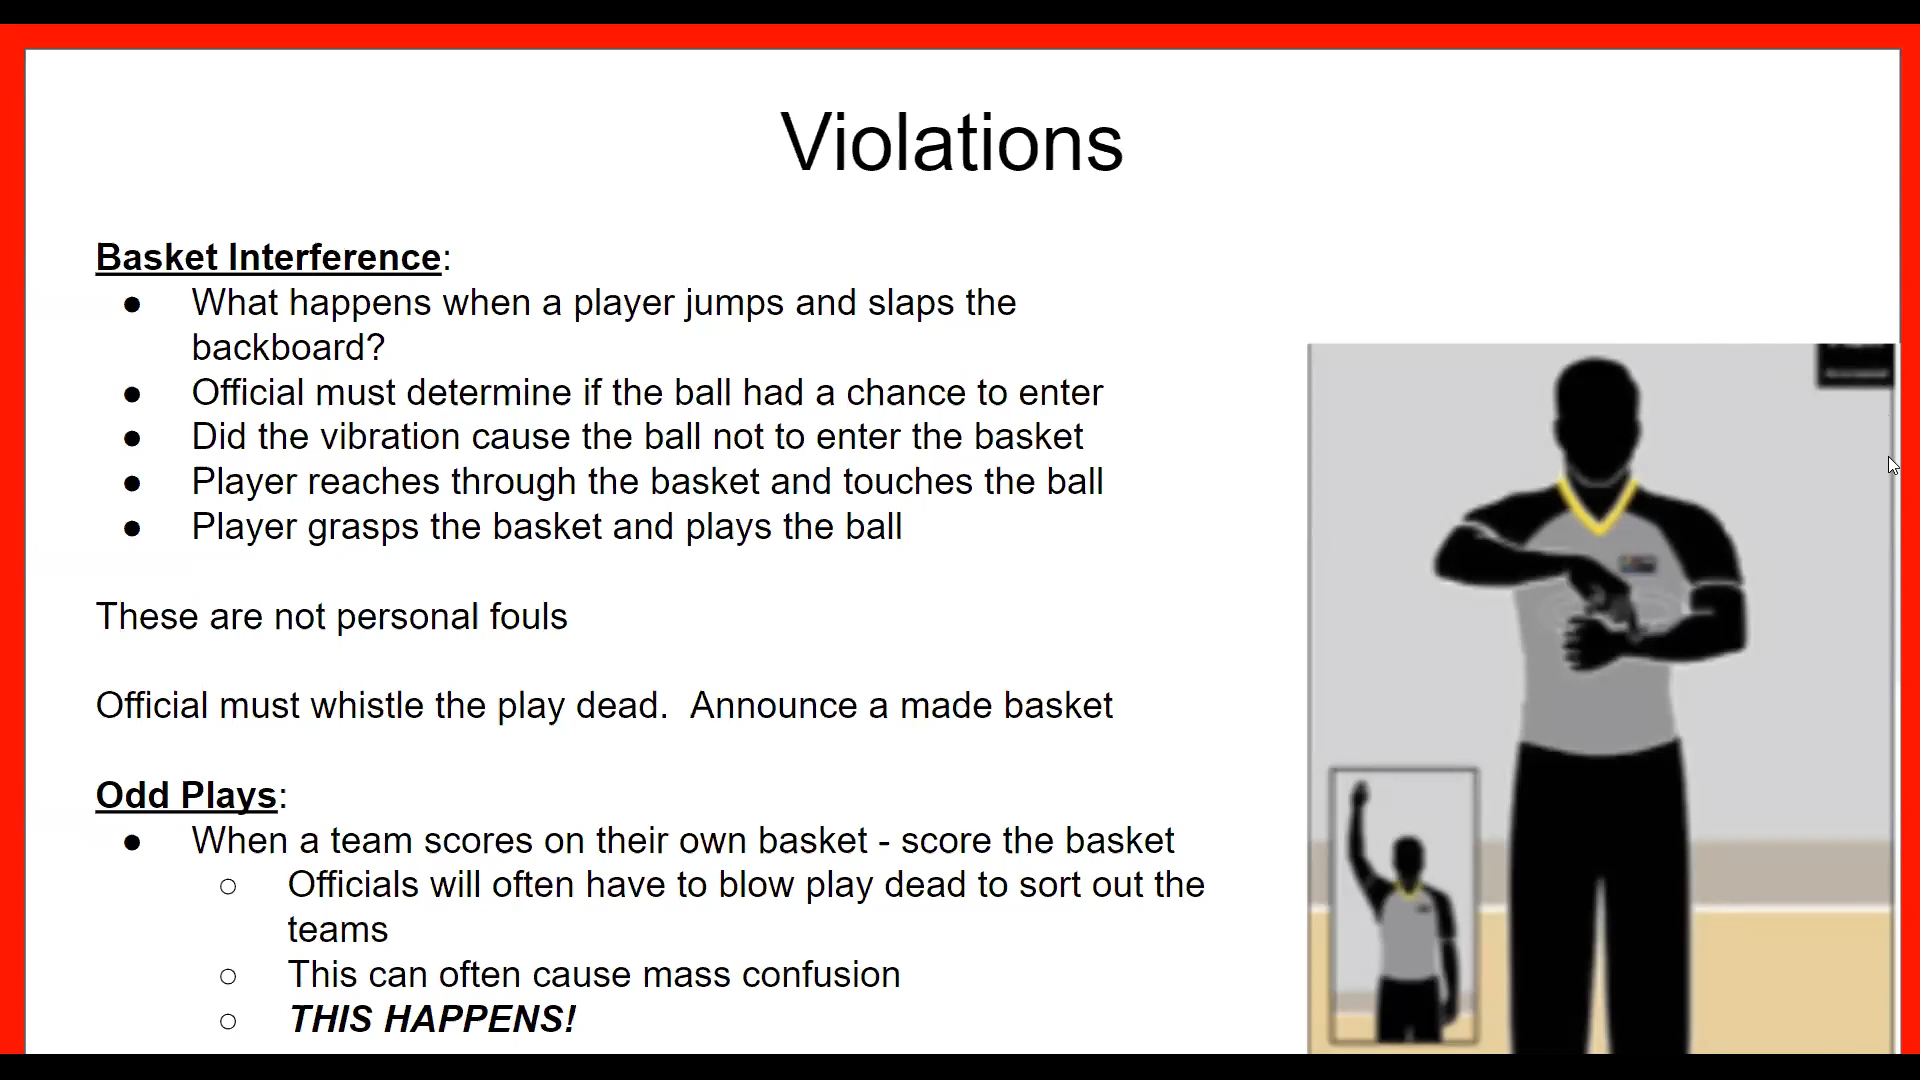 Violations
Basket Interference:
● What happens when a player jumps and slaps the
backboard?
● Official must determine if the ball had a chance to enter
● Did the vibration cause the ball not to enter the basket
● Player reaches through the basket and touches the ball
● Player grasps the basket and plays the ball
These are not personal fouls
Official must whistle the play dead.  Announce a made basket
Odd Plays:
● When a team scores on their own basket - score the basket
○ Officials will often have to blow play dead to sort out the
teams
○ This can often cause mass confusion
○ THIS HAPPENS!